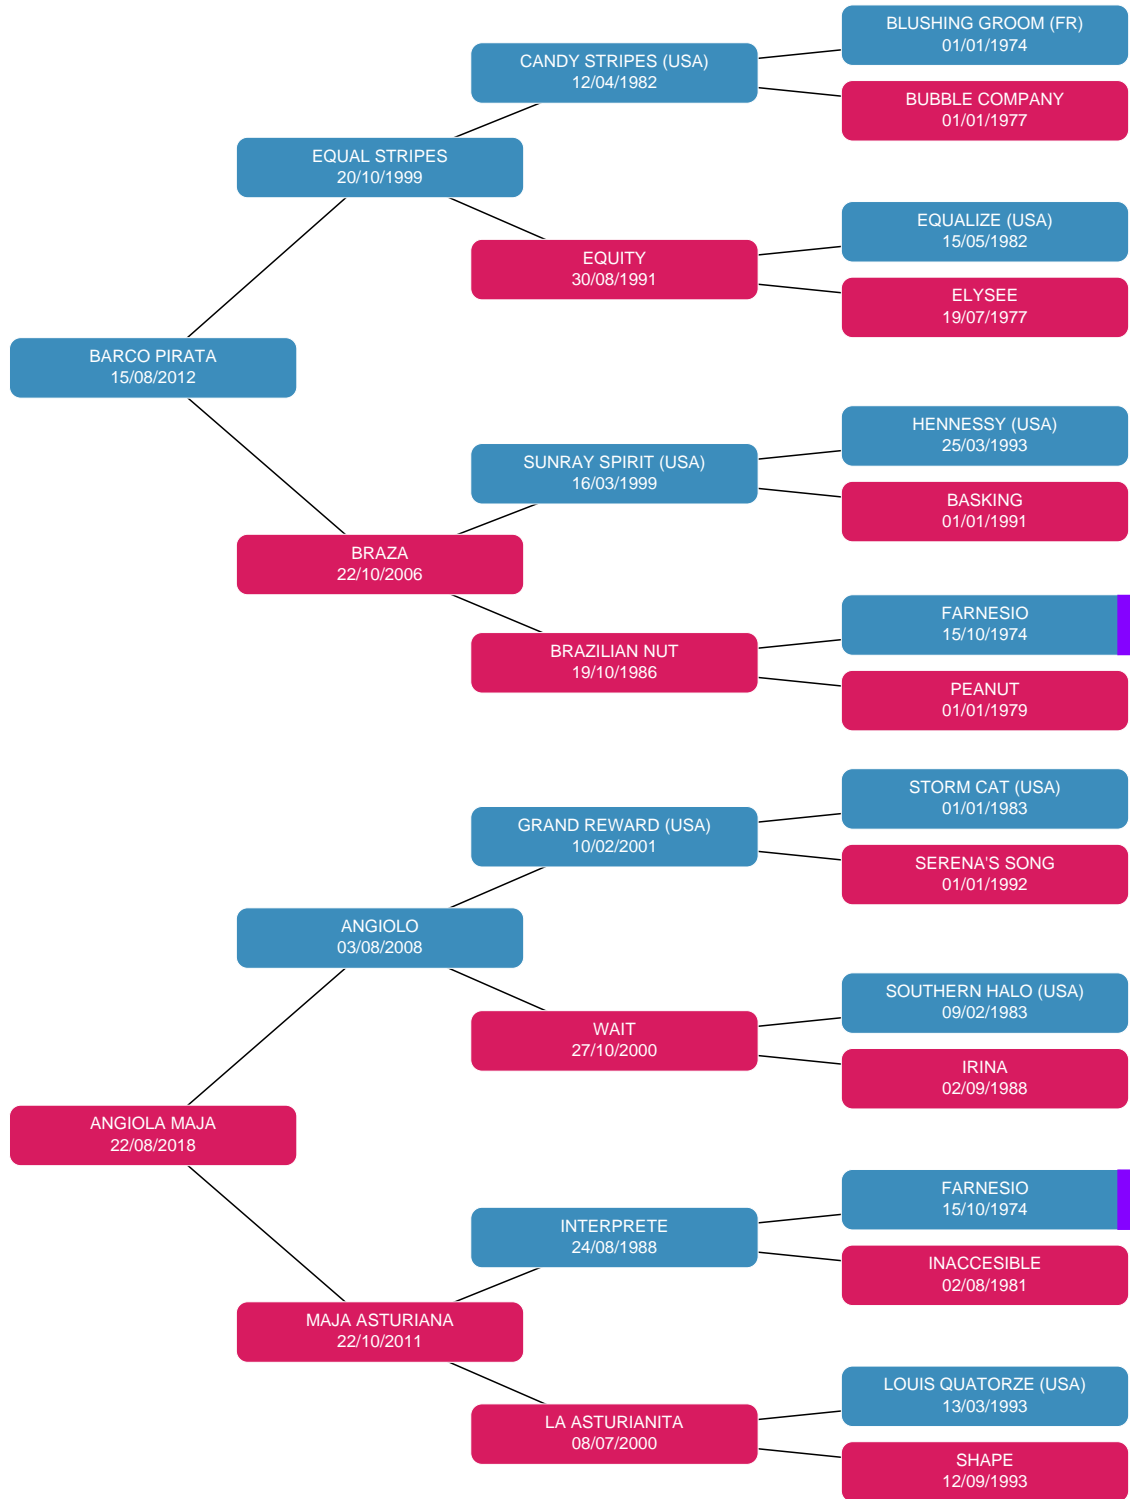 BLUSHING GROOM (FR)
01/01/1974
CANDY STRIPES (USA)
12/04/1982
BUBBLE COMPANY
01/01/1977
EQUAL STRIPES
20/10/1999
EQUALIZE (USA)
15/05/1982
EQUITY
30/08/1991
ELYSEE
19/07/1977
BARCO PIRATA
15/08/2012
HENNESSY (USA)
25/03/1993
SUNRAY SPIRIT (USA)
16/03/1999
BASKING
01/01/1991
BRAZA
22/10/2006
FARNESIO
15/10/1974
BRAZILIAN NUT
19/10/1986
PEANUT
01/01/1979
STORM CAT (USA)
01/01/1983
GRAND REWARD (USA)
10/02/2001
SERENA'S SONG
01/01/1992
ANGIOLO
03/08/2008
SOUTHERN HALO (USA)
09/02/1983
WAIT
27/10/2000
IRINA
02/09/1988
ANGIOLA MAJA
22/08/2018
FARNESIO
15/10/1974
INTERPRETE
24/08/1988
INACCESIBLE
02/08/1981
MAJA ASTURIANA
22/10/2011
LOUIS QUATORZE (USA)
13/03/1993
LA ASTURIANITA
08/07/2000
SHAPE
12/09/1993